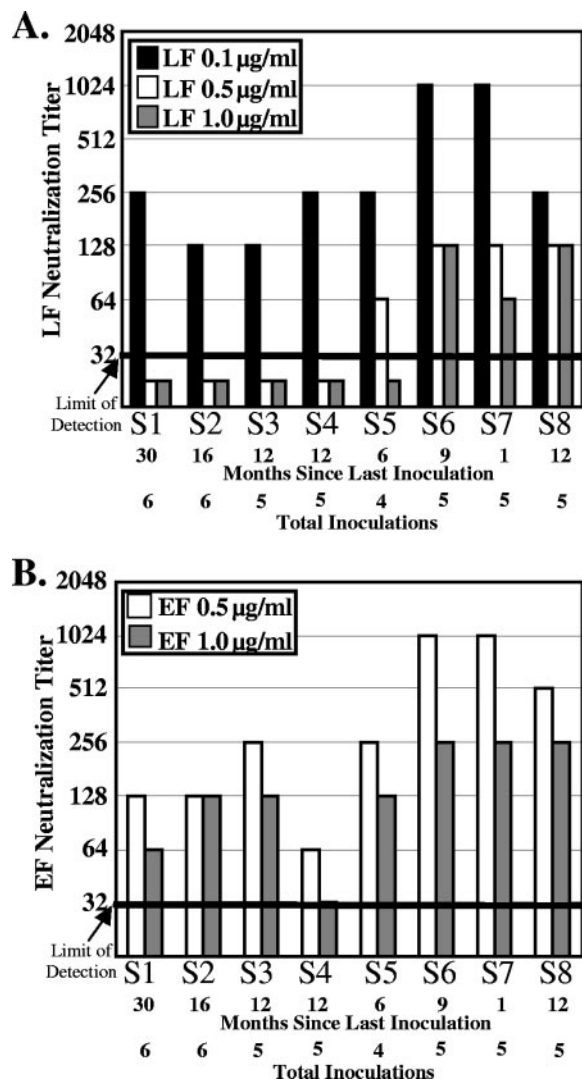 A.
2048
1024
512
256
128
64
32
LF Neutralization Titer
LF 0.1 µg/ml
LF 0.5 µg/ml
LF 1.0 µg/ml
Limit of
Detection
S1 S2 S3 S4 S5 S6 S7 S8
30 16 12 12 6 9 1 12
Months Since Last Inoculation
6 6 5 5 4 5 5 5
Total Inoculations
B.
2048
1024
512
256
128
64
32
EF Neutralization Titer
EF 0.5 µg/ml
EF 1.0 µg/ml
Limit of
Detection
S1 S2 S3 S4 S5 S6 S7 S8
30 16 12 12 6 9 1 12
Months Since Last Inoculation
6 6 5 5 4 5 5 5
Total Inoculations